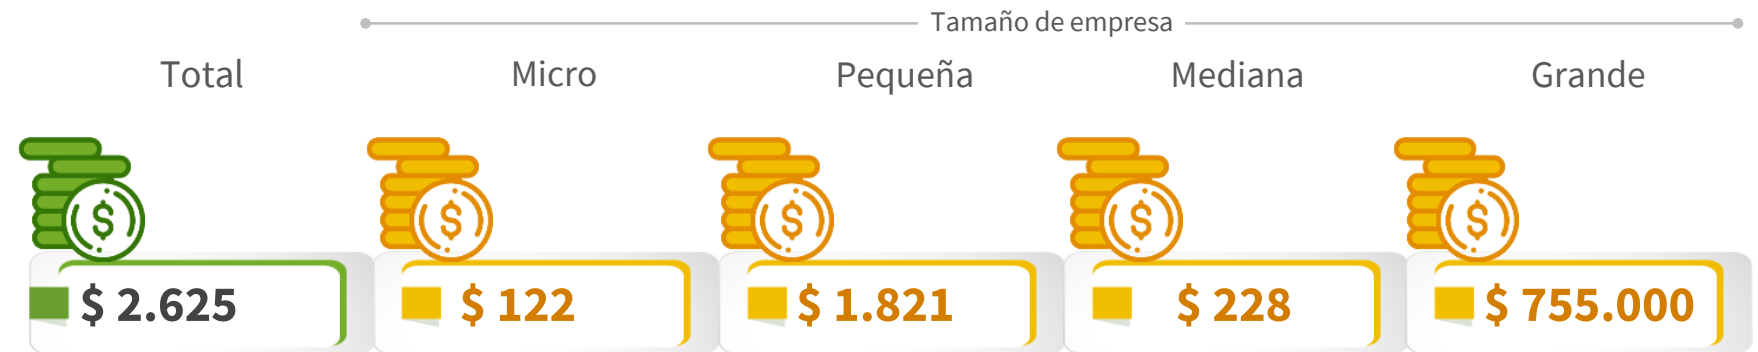 Tamaño de empresa
Total Micro Pequeña Mediana Grande
$ 2.625 $ 122 $ 1.821 $ 228 $ 755.000